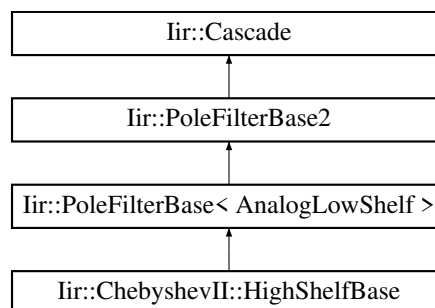 Iir::Cascade
Iir::PoleFilterBase2
Iir::PoleFilterBase< AnalogLowShelf >
Iir::ChebyshevII::HighShelfBase